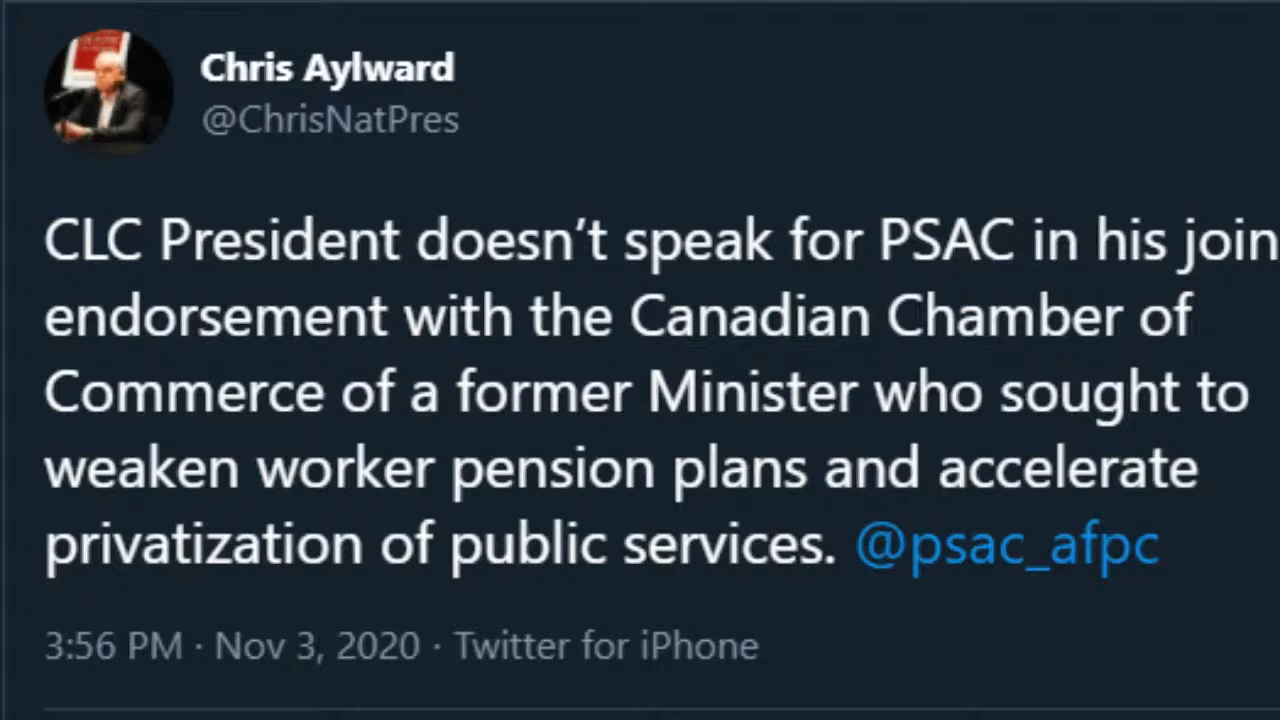 Chris Aylward
@ChrisNatPres
CLC President doesn’t speak for PSAC in his join
endorsement with the Canadian Chamber of
Commerce of a former Minister who sought to
weaken worker pension plans and accelerate
privatization of public services. @psac_afpc
3:56 PM · Nov 3, 2020 · Twitter for iPhone